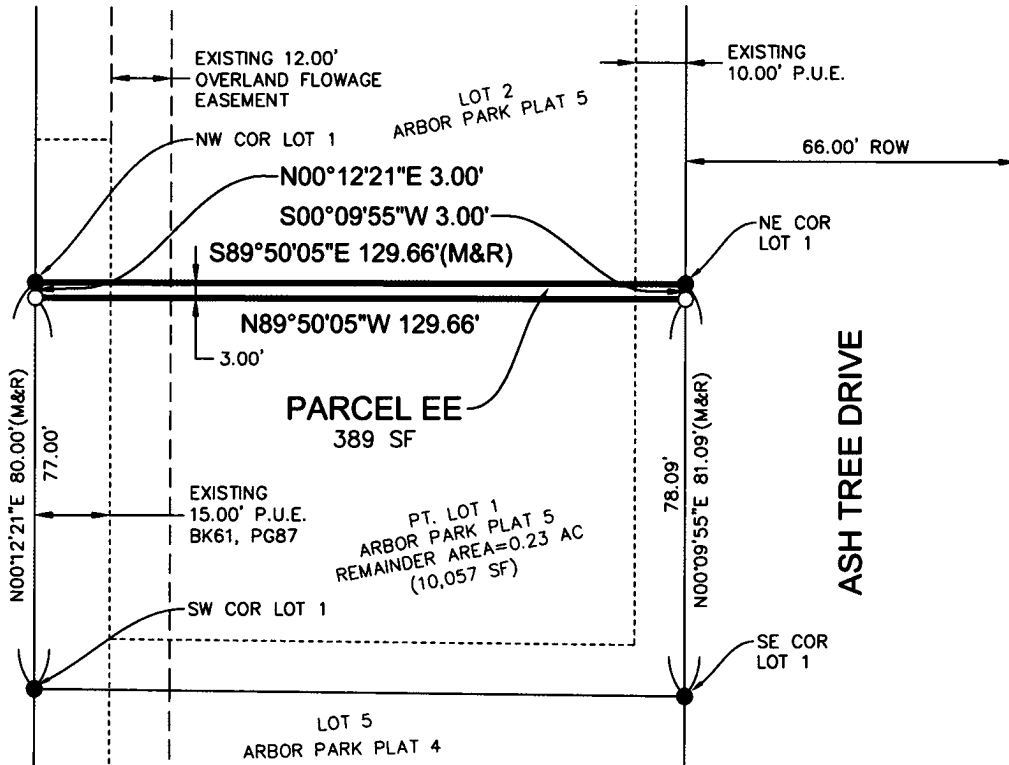 EXISTING 12.00'
OVERLAND FLOWAGE
EASEMENT
LOT 2
ARBOR PARK PLAT 5
EXISTING
10.00' P.U.E.
66.00' ROW
NW COR LOT 1
N00°12'21"E 3.00'
S00°09'55"W 3.00'
S89°50'05"E 129.66'(M&R)
NE COR
LOT 1
N89°50'05"W 129.66'
3.00'
PARCEL EE
389 SF
N00°12'21"E 80.00'(M&R)
77.00'
EXISTING
15.00' P.U.E.
BK61, PG87
PT. LOT 1
ARBOR PARK PLAT 5
REMAINDER AREA=0.23 AC
(10,057 SF)
78.09'
N00°09'55"E 81.09'(M&R)
ASH TREE DRIVE
SW COR LOT 1
SE COR
LOT 1
LOT 5
ARBOR PARK PLAT 4